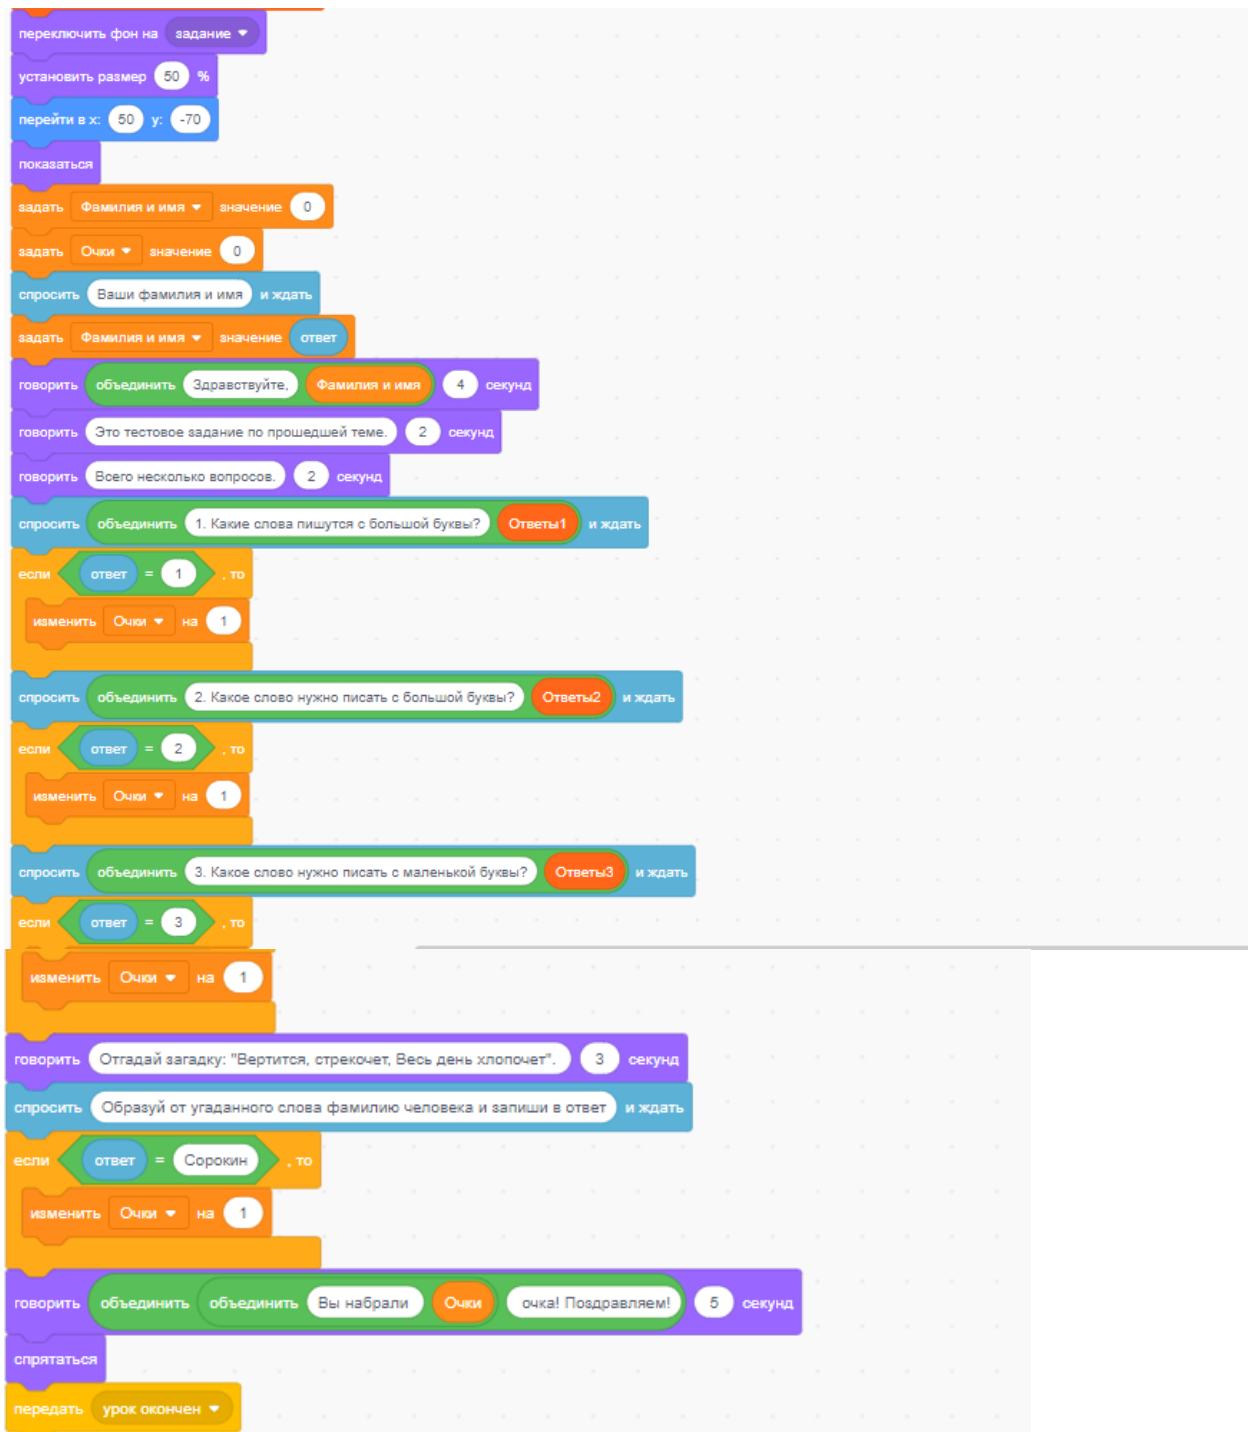 переключить фон на задание
установить размер 50 %
перейти в x: 50 y: -70
показаться
задать Фамилия и имя значение 0
задать Очки значение 0
спросить Ваши фамилия и имя и ждать
задать Фамилия и имя значение ответ
говорить объединить Здравствуйте, Фамилия и имя 4 секунд
говорить Это тестовое задание по прошедшей теме. 2 секунд
говорить Всего несколько вопросов. 2 секунд
спросить объединить 1. Какие слова пишутся с большой буквы? Ответы1 и ждать
если ответ = 1 , то
изменить Очки на 1
спросить объединить 2. Какое слово нужно писать с большой буквы? Ответы2 и ждать
если ответ = 2 , то
изменить Очки на 1
спросить объединить 3. Какое слово нужно писать с маленькой буквы? Ответы3 и ждать
если ответ = 3 , то
изменить Очки на 1
говорить Отгадай загадку: "Вертится, стрекочет, Весь день хлопочет". 3 секунд
спросить Образуй от угаданного слова фамилию человека и запиши в ответ и ждать
если ответ = Сорокин , то
изменить Очки на 1
говорить объединить объединить Вы набрали Очки очка! Поздравляем! 5 секунд
спрятаться
передать урок окончен